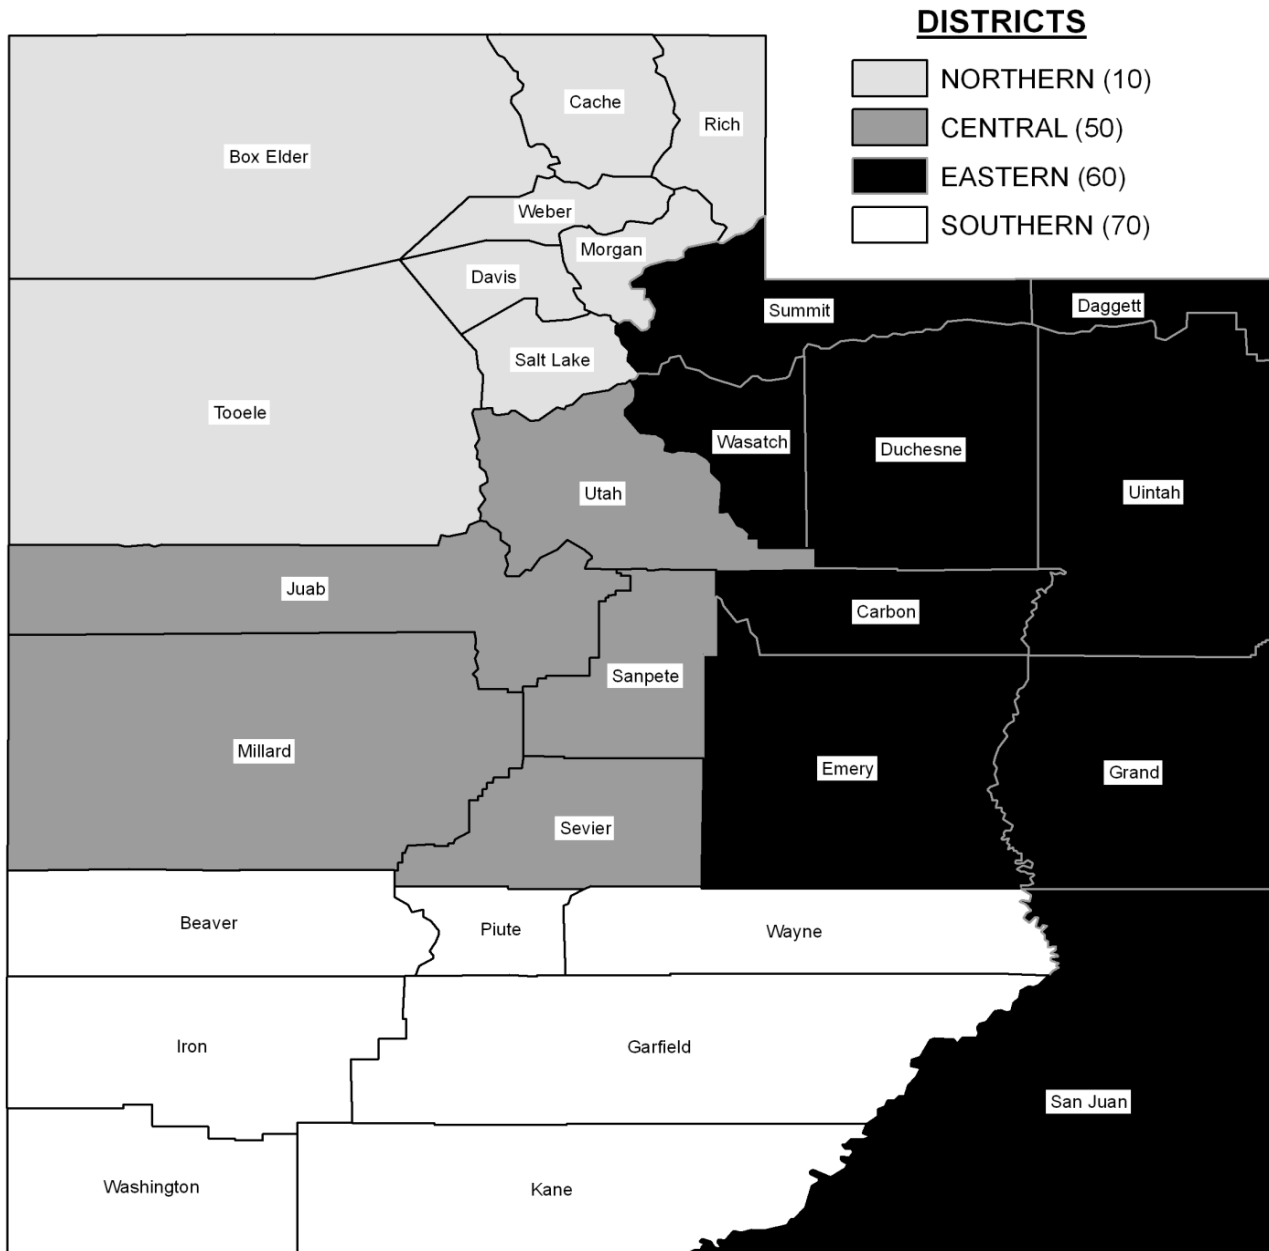 DISTRICTS
NORTHERN (10)
CENTRAL (50)
EASTERN (60)
SOUTHERN (70)
Cache
Rich
Box Elder
Weber
Morgan
Davis
Summit
Daggett
Salt Lake
Tooele
Wasatch
Duchesne
Utah
Uintah
Juab
Carbon
Sanpete
Millard
Emery
Grand
Sevier
Beaver
Piute
Wayne
Iron
Garfield
San Juan
Washington
Kane